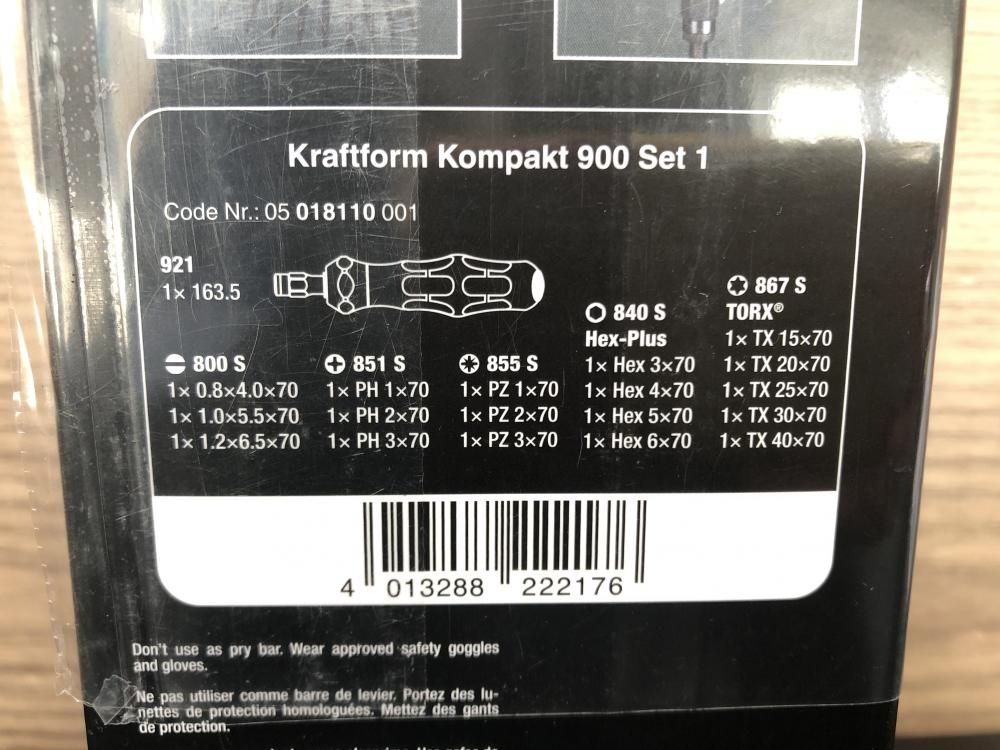 Kraftform Kompakt 900 Set 1
Code Nr.: 05 018110 001
921
1× 163.5
800 S
1× 0.8×4.0×70
1× 1.0×5.5×70
1× 1.2×6.5×70
851 S
1× PH 1×70
1× PH 2×70
1× PH 3×70
855 S
1× PZ 1×70
1× PZ 2×70
1× PZ 3×70
840 S
Hex-Plus
1× Hex 3×70
1× Hex 4×70
1× Hex 5×70
1× Hex 6×70
867 S
TORX®
1× TX 15×70
1× TX 20×70
1× TX 25×70
1× TX 30×70
1× TX 40×70
4 013288 222176
Don't use as pry bar. Wear approved safety goggles
and gloves.
Ne pas utiliser comme barre de levier. Portez des lu-
nettes de protection homologuées. Mettez des gants
de protection.